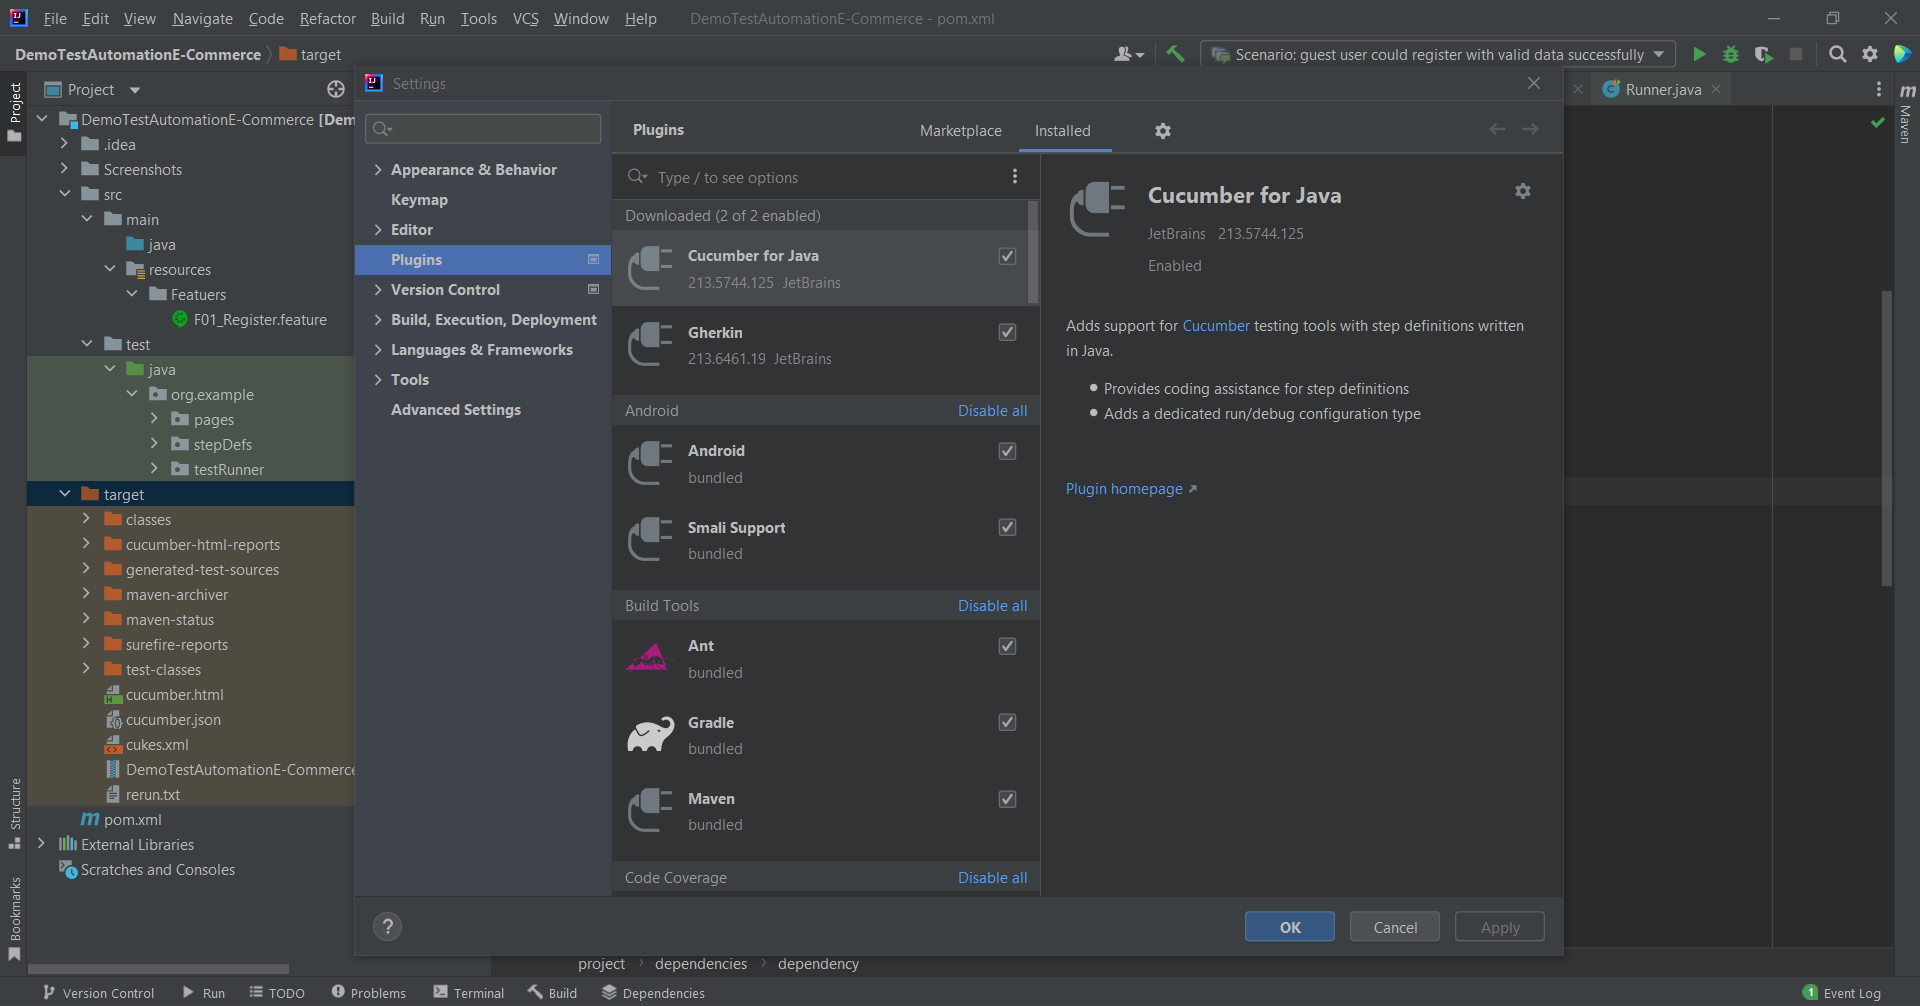 File Edit View Navigate Code Refactor Build Run Tools VCS Window Help DemoTestAutomationE-Commerce - pom.xml
DemoTestAutomationE-Commerce target Scenario: guest user could register with valid data successfully
Project
Structure
Bookmarks
Project
DemoTestAutomationE-Commerce [Dem
.idea
Screenshots
src
main
java
resources
Featuers
F01_Register.feature
test
java
org.example
pages
stepDefs
testRunner
target
classes
cucumber-html-reports
generated-test-sources
maven-archiver
maven-status
surefire-reports
test-classes
cucumber.html
cucumber.json
cukes.xml
DemoTestAutomationE-Commerce
rerun.txt
pom.xml
External Libraries
Scratches and Consoles
Settings
Appearance & Behavior
Keymap
Editor
Plugins
Version Control
Build, Execution, Deployment
Languages & Frameworks
Tools
Advanced Settings
Plugins Marketplace Installed
Type / to see options
Downloaded (2 of 2 enabled)
Cucumber for Java
213.5744.125 JetBrains
Gherkin
213.6461.19 JetBrains
Android Disable all
Android
bundled
Smali Support
bundled
Build Tools Disable all
Ant
bundled
Gradle
bundled
Maven
bundled
Code Coverage Disable all
Cucumber for Java
JetBrains 213.5744.125
Enabled
Adds support for Cucumber testing tools with step definitions written
in Java.
Provides coding assistance for step definitions
Adds a dedicated run/debug configuration type
Plugin homepage
? OK Cancel Apply
Runner.java
m
Maven
project dependencies dependency
Version Control Run TODO Problems Terminal Build Dependencies 1 Event Log